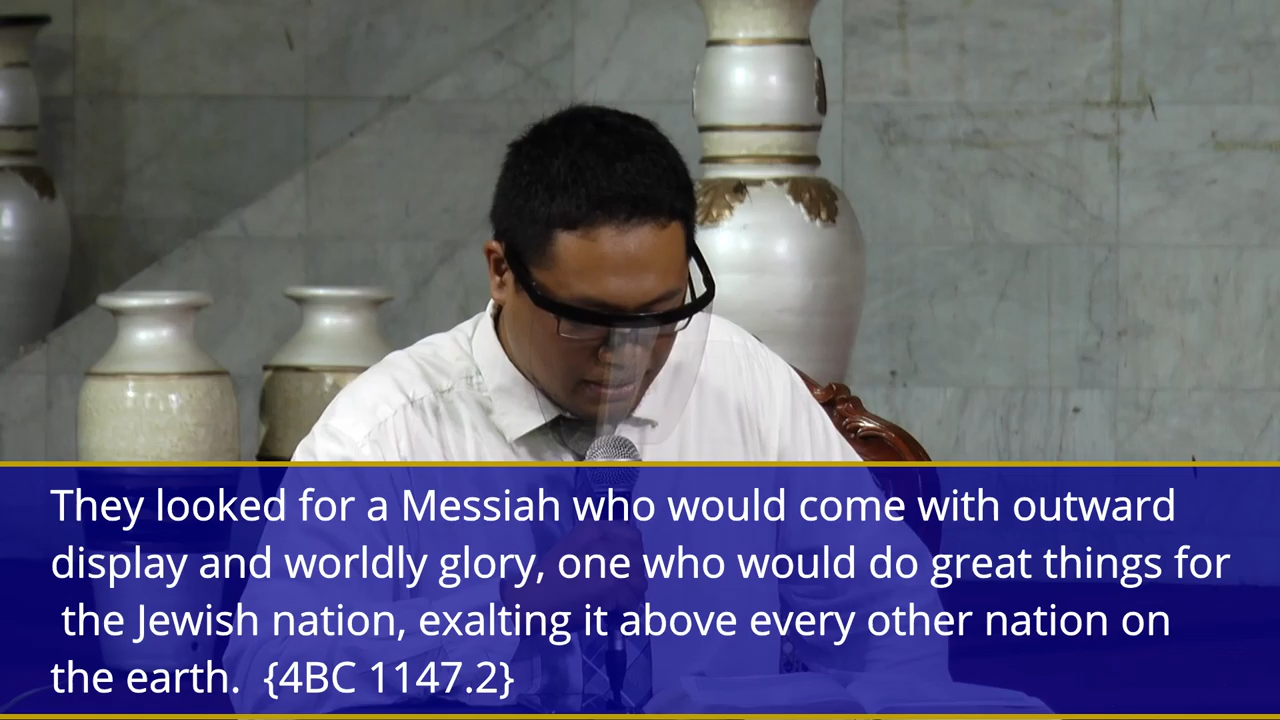 They looked for a Messiah who would come with outward
display and worldly glory, one who would do great things for
the Jewish nation, exalting it above every other nation on
the earth.  {4BC 1147.2}